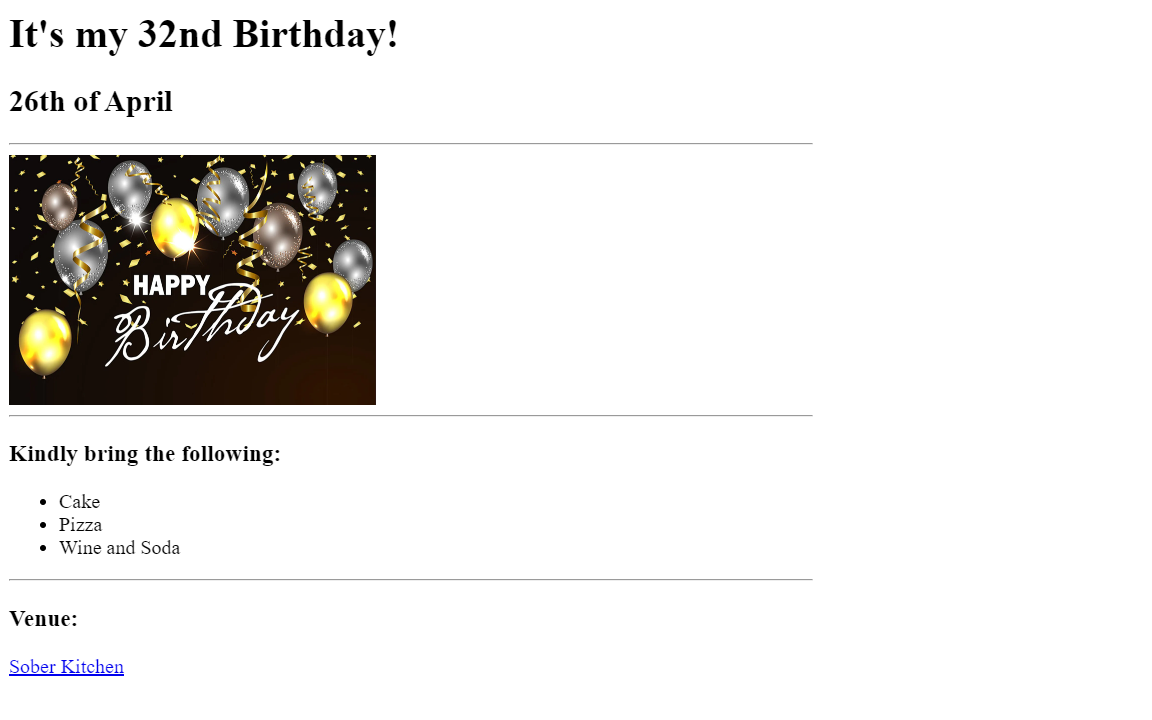 It's my 32nd Birthday!
26th of April
HAPPY
Birthday
Kindly bring the following:
Cake
Pizza
Wine and Soda
Venue:
Sober Kitchen